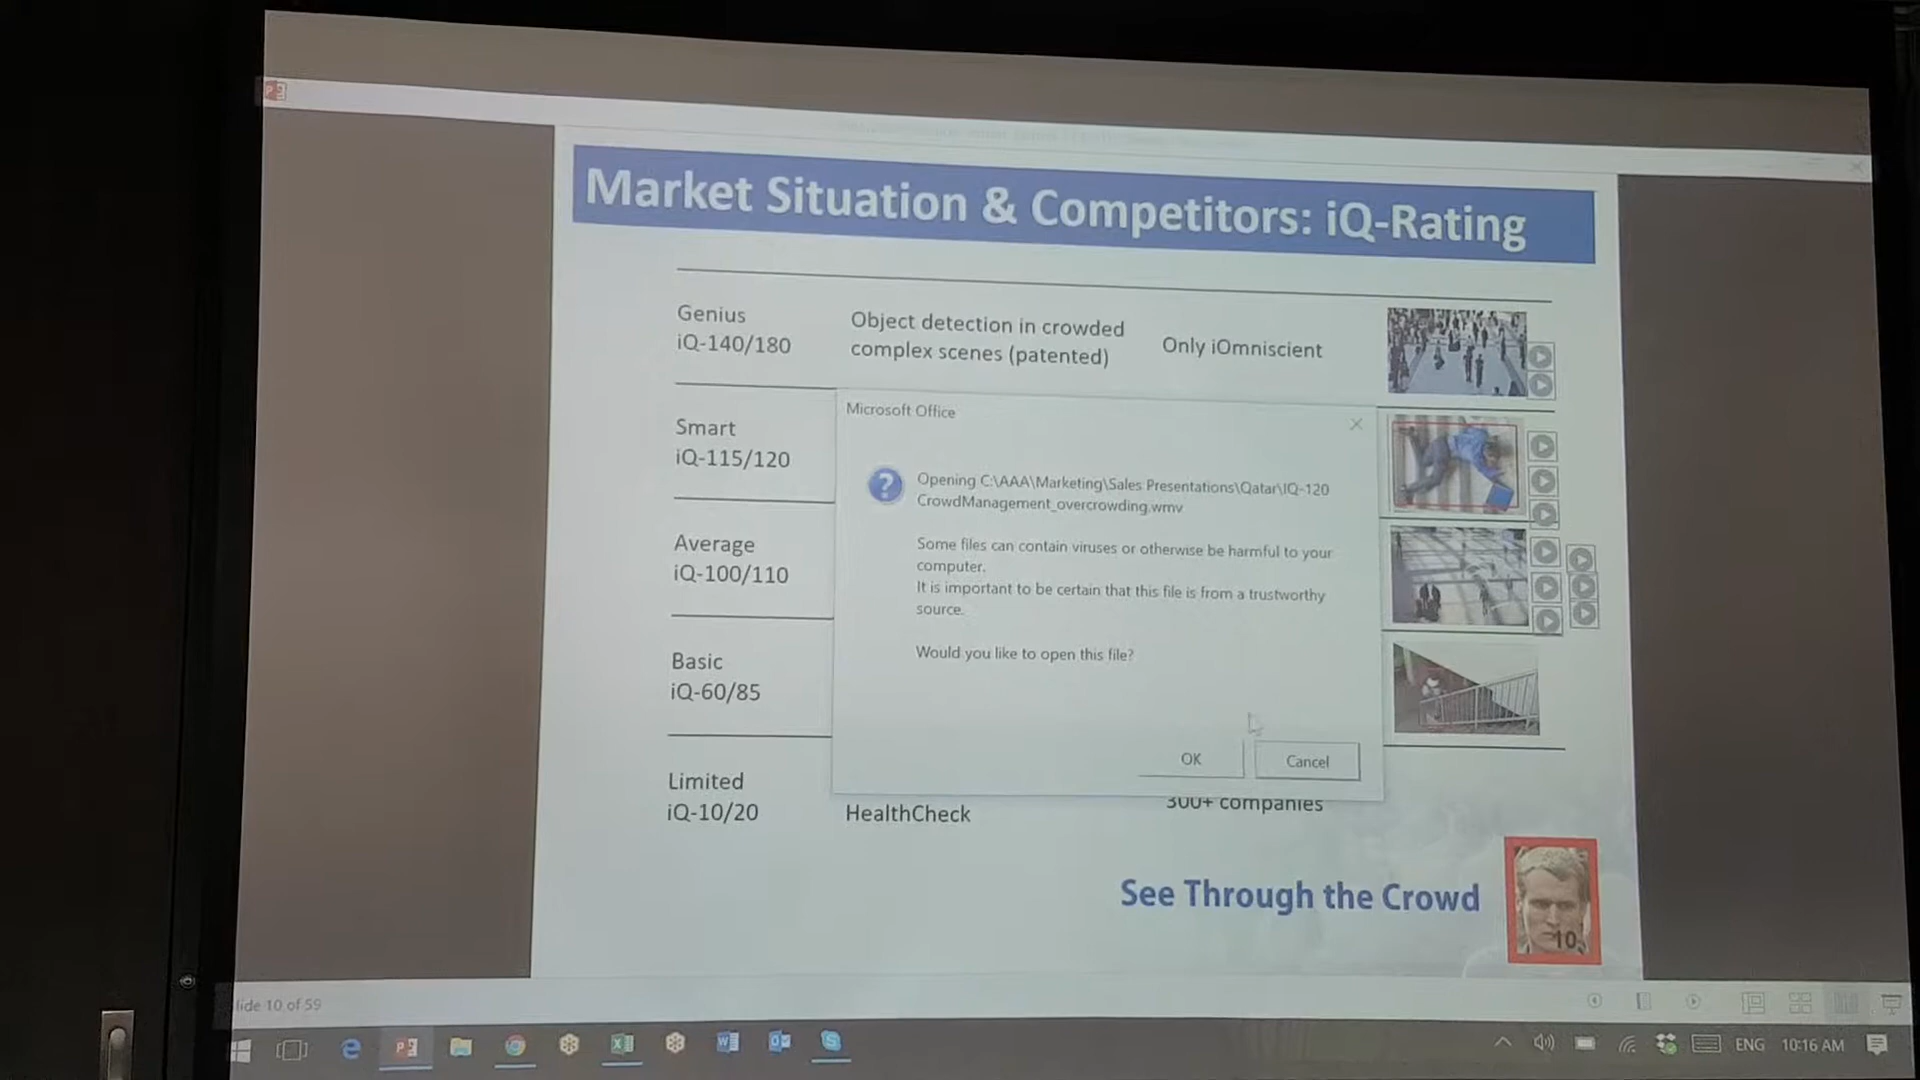 Market Situation & Competitors: iQ-Rating
Genius
iQ-140/180
Object detection in crowded
complex scenes (patented)
Only iOmniscient
Smart
iQ-115/120
Average
iQ-100/110
Basic
iQ-60/85
Limited
iQ-10/20
HealthCheck
300+ companies
Microsoft Office
Opening C:\AAA\Marketing\Sales Presentations\Qatar\IQ-120
CrowdManagement_overcrowding.wmv
Some files can contain viruses or otherwise be harmful to your
computer.
It is important to be certain that this file is from a trustworthy
source.
Would you like to open this file?
OK
Cancel
See Through the Crowd
10
lide 10 of 59
ENG
10:16 AM